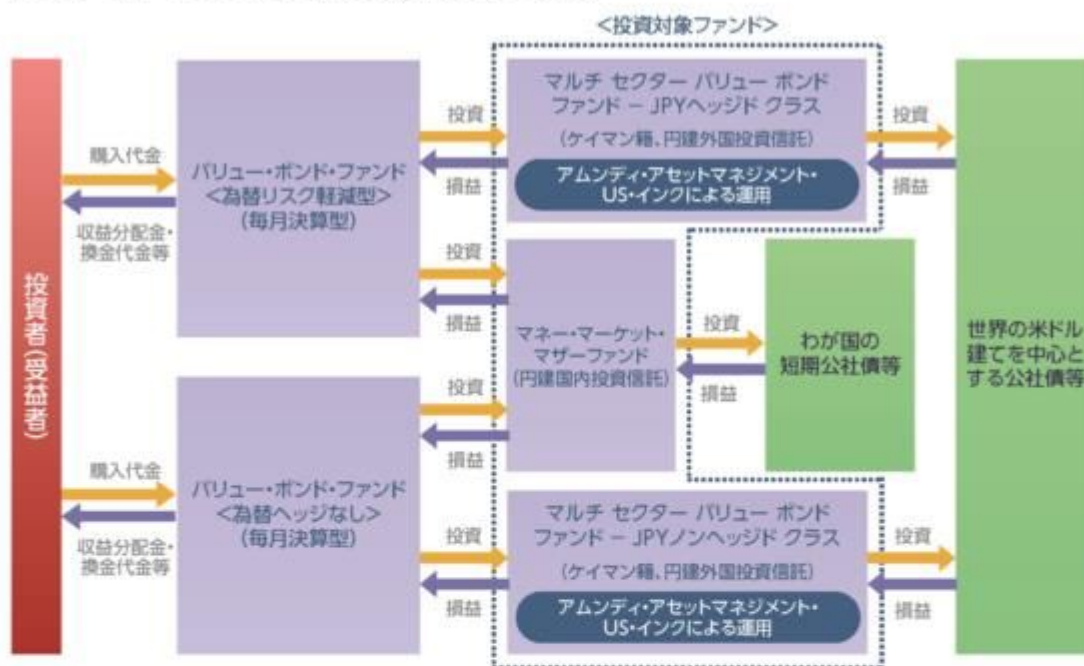 <投資対象ファンド>
投資者(受益者)
購入代金
収益分配金・
換金代金等
バリュー・ボンド・ファンド
<為替リスク軽減型>
(毎月決算型)
投資
損益
マルチ セクター バリュー ボンド
ファンド − JPYヘッジド クラス
(ケイマン籍、円建外国投資信託)
アムンディ・アセットマネジメント・
US・インクによる運用
投資
損益
投資
損益
マネー・マーケット・
マザーファンド
(円建国内投資信託)
投資
損益
わが国の
短期公社債等
世界の米ドル
建てを中心と
する公社債等
投資
損益
購入代金
収益分配金・
換金代金等
バリュー・ボンド・ファンド
<為替ヘッジなし>
(毎月決算型)
投資
損益
マルチ セクター バリュー ボンド
ファンド − JPYノンヘッジド クラス
(ケイマン籍、円建外国投資信託)
アムンディ・アセットマネジメント・
US・インクによる運用
投資
損益